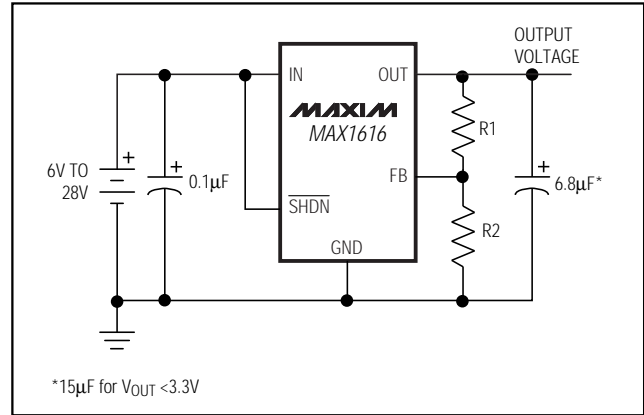 OUTPUT
VOLTAGE
IN
OUT
MAXIM
MAX1616
R1
6V TO
28V
0.1µF
FB
6.8µF*
SHDN
R2
GND
*15µF for VOUT <3.3V